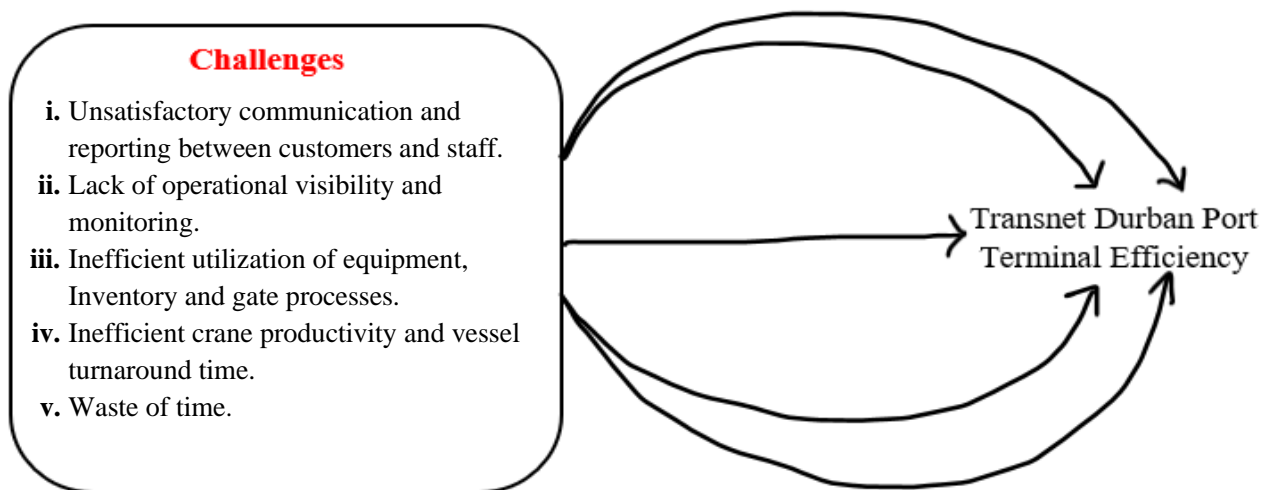 Challenges
i. Unsatisfactory communication and
reporting between customers and staff.
ii. Lack of operational visibility and
monitoring.
iii. Inefficient utilization of equipment,
Inventory and gate processes.
iv. Inefficient crane productivity and vessel
turnaround time.
v. Waste of time.
Transnet Durban Port
Terminal Efficiency